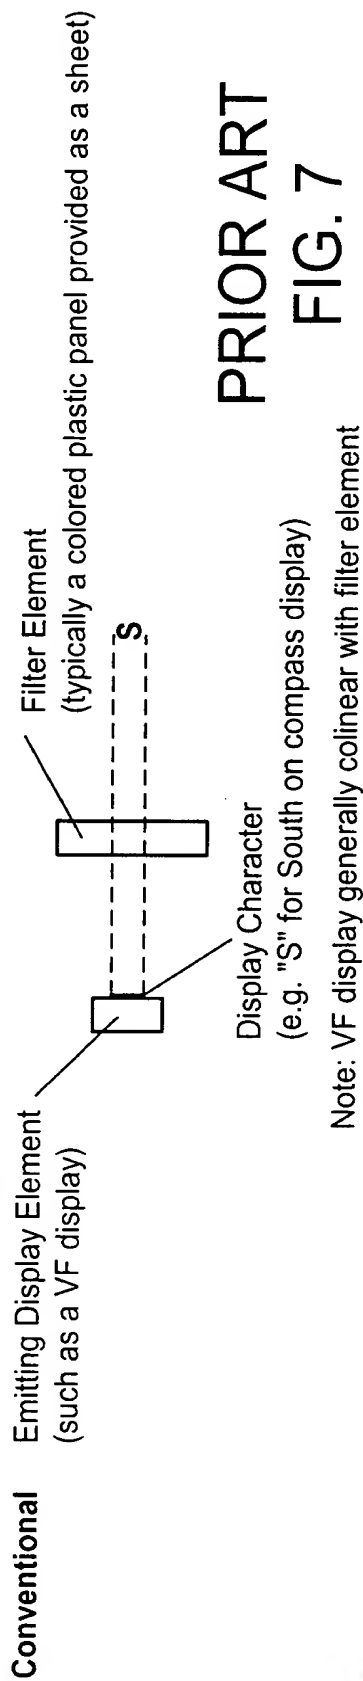 Conventional
Emitting Display Element
(such as a VF display)
Filter Element
(typically a colored plastic panel provided as a sheet)
S
Display Character
(e.g. "S" for South on compass display)
Note: VF display generally colinear with filter element
PRIOR ART
FIG. 7